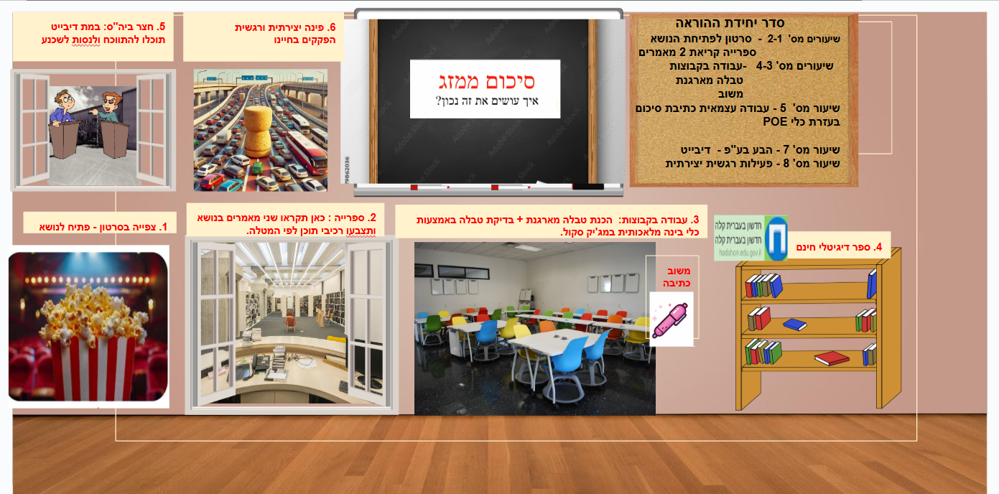 סדר יחידת ההוראה
שיעורים מס' 2-1 - סרטון לפתיחת הנושא
ספרייה קריאת 2 מאמרים
שיעורים מס' 4-3 -עבודה בקבוצות
טבלה מארגנת
משוב
שיעור מס' 5 - עבודה עצמאית כתיבת סיכום
בעזרת כלי POE
שיעור מס' 7 - הבע בע"פ - דיבייט
שיעור מס' 8 - פעילות רגשית יצירתית
סיכום ממזג
איך עושים את זה נכון?
Adobe Stock
79862036
6. פינה יצירתית ורגשית
הפקקים בחיינו
5. חצר ביה"ס: במת דיבייט
תוכלו להתווכח ולנסות לשכנע
1. צפייה בסרטון - פתיח לנושא
2. ספרייה : כאן תקראו שני מאמרים בנושא
ותצבעו רכיבי תוכן לפי המטלה.
3. עבודה בקבוצות: הכנת טבלה מארגנת + בדיקת טבלה באמצעות
כלי בינה מלאכותית במג'יק סקול.
משוב
כתיבה
חדשון בעברית קלה
חדשון בעברית קלה
hadshon.edu.gov.il
4. ספר דיגיטלי חינם